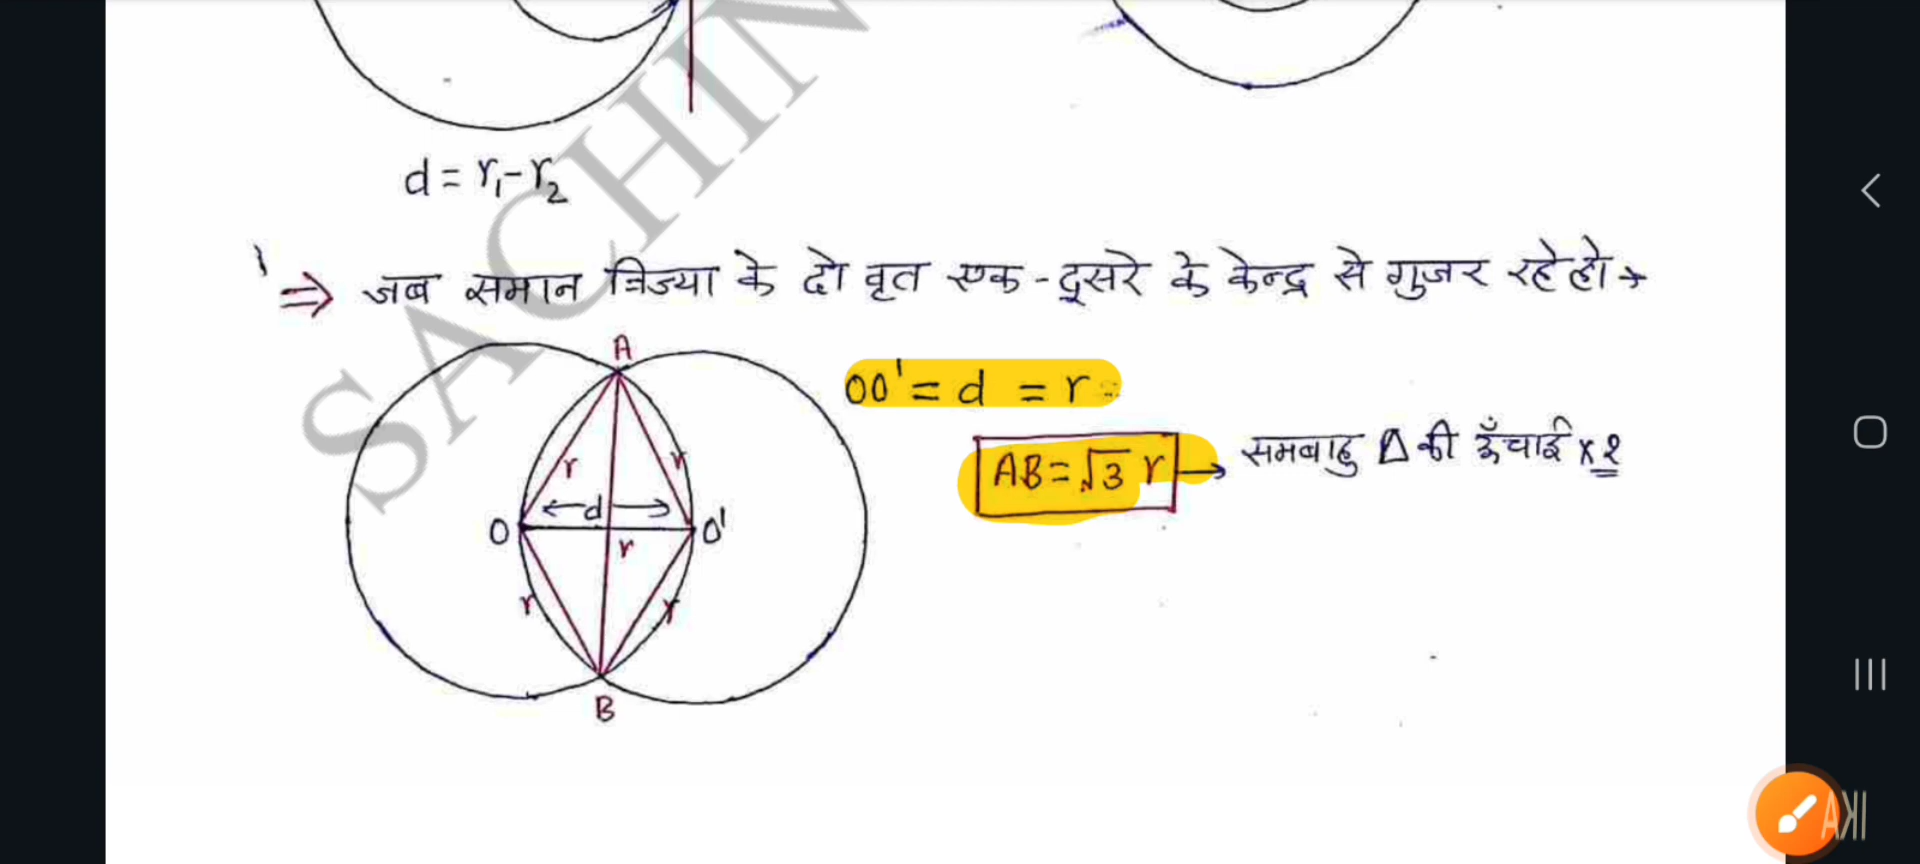 d = r₁-r₂
⇒ जब समान त्रिज्या के दो वृत एक-दूसरे के केन्द्र से गुजर रहे हो →
A
OO' = d = r
AB = √3 r → समबाहु Δ की ऊँचाई x 2
r r
O ← d → O'
r
r r
B
SACHIN